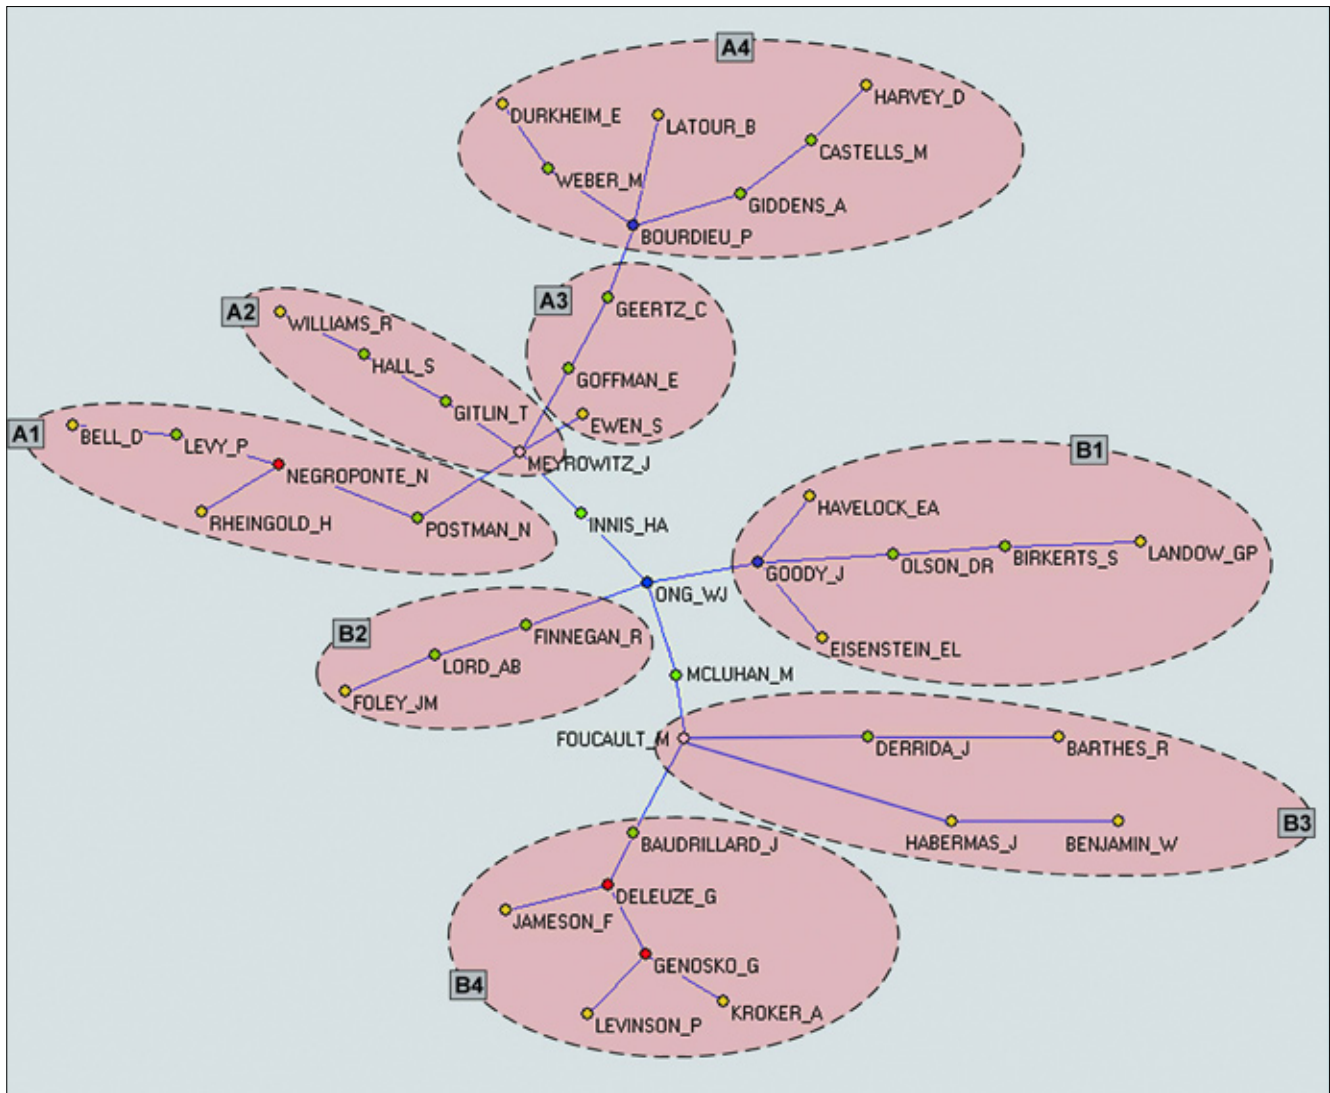 A4
HARVEY_D
DURKHEIM_E
LATOUR_B
CASTELLS_M
WEBER_M
GIDDENS_A
BOURDIEU_P
A3
GEERTZ_C
A2
WILLIAMS_R
HALL_S
GOFFMAN_E
GITLIN_T
EWEN_S
A1
BELL_D
LEVY_P
MEYROWITZ_J
NEGROPONTE_N
RHEINGOLD_H
POSTMAN_N
INNIS_HA
B1
HAVELOCK_EA
GOODY_J
OLSON_DR
BIRKERTS_S
LANDOW_GP
ONG_WJ
B2
FINNEGAN_R
EISENSTEIN_EL
LORD_AB
FOLEY_JM
MCLUHAN_M
FOUCAULT_M
DERRIDA_J
BARTHES_R
B3
HABERMAS_J
BENJAMIN_W
BAUDRILLARD_J
DELEUZE_G
JAMESON_F
GENOSKO_G
B4
LEVINSON_P
KROKER_A